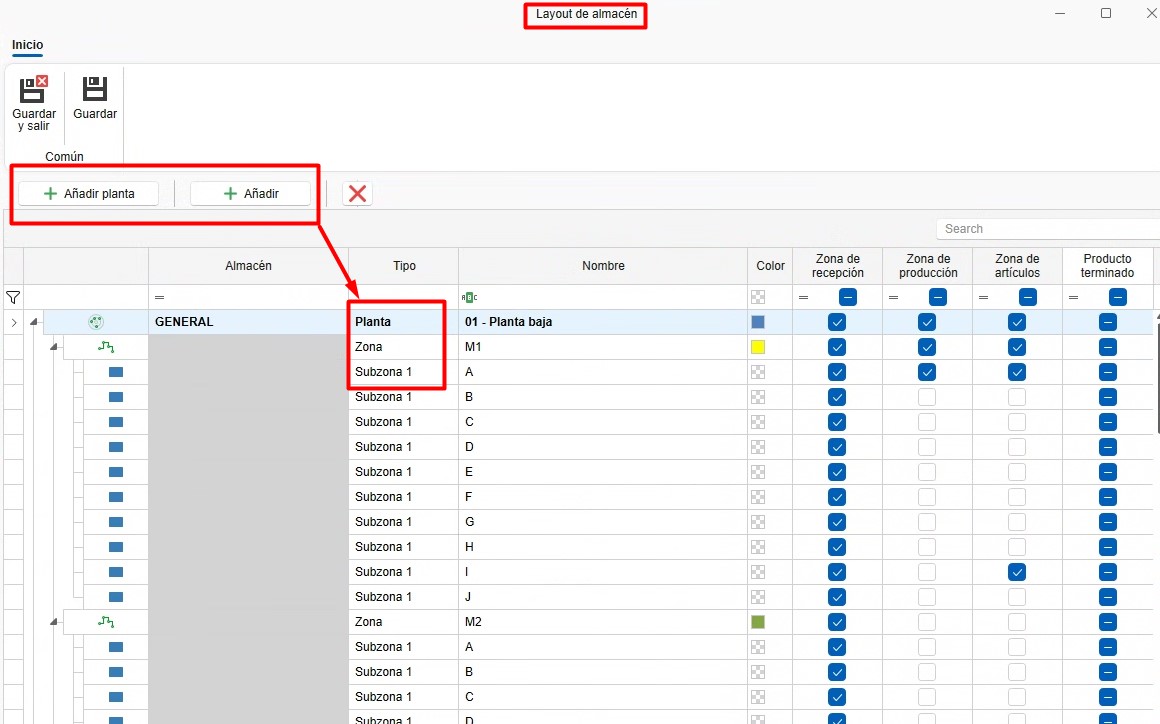 Layout de almacén
Inicio
Guardar y salir
Guardar
Común
Añadir planta
Añadir
Search
Almacén Tipo Nombre Color Zona de recepción Zona de producción Zona de artículos Producto terminado
= ABC = = = =
GENERAL Planta 01 - Planta baja
Zona M1
Subzona 1 A
Subzona 1 B
Subzona 1 C
Subzona 1 D
Subzona 1 E
Subzona 1 F
Subzona 1 G
Subzona 1 H
Subzona 1 I
Subzona 1 J
Zona M2
Subzona 1 A
Subzona 1 B
Subzona 1 C
Subzona 1 D